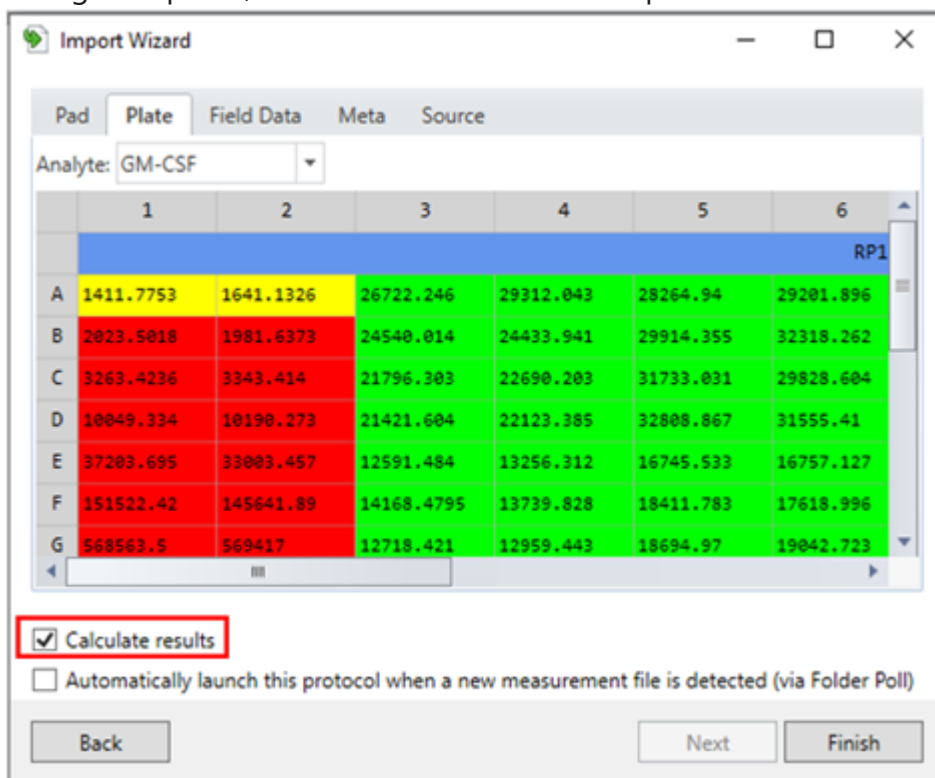 Import Wizard
Pad Plate Field Data Meta Source
Analyte: GM-CSF
1 2 3 4 5 6
RP1
A 1411.7753 1641.1326 26722.246 29312.043 28264.94 29201.896
B 2023.5018 1981.6373 24540.014 24433.941 29914.355 32318.262
C 3263.4236 3343.414 21796.303 22690.203 31733.031 29828.604
D 10049.334 10190.273 21421.604 22123.385 32808.867 31555.41
E 37203.695 33003.457 12591.484 13256.312 16745.533 16757.127
F 151522.42 145641.89 14168.4795 13739.828 18411.783 17618.996
G 568563.5 569417 12718.421 12959.443 18694.97 19042.723
Calculate results
Automatically launch this protocol when a new measurement file is detected (via Folder Poll)
Back Next Finish